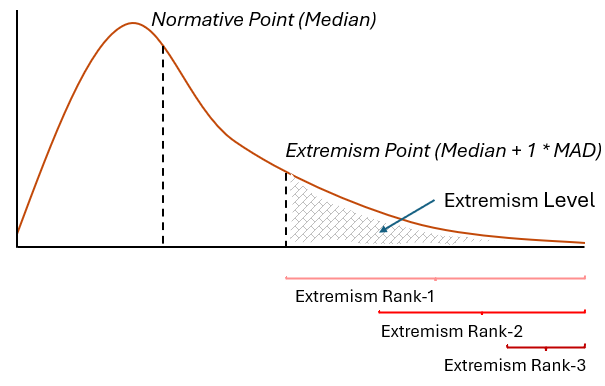 Normative Point (Median)
Extremism Point (Median + 1 * MAD)
Extremism Level
Extremism Rank-1
Extremism Rank-2
Extremism Rank-3